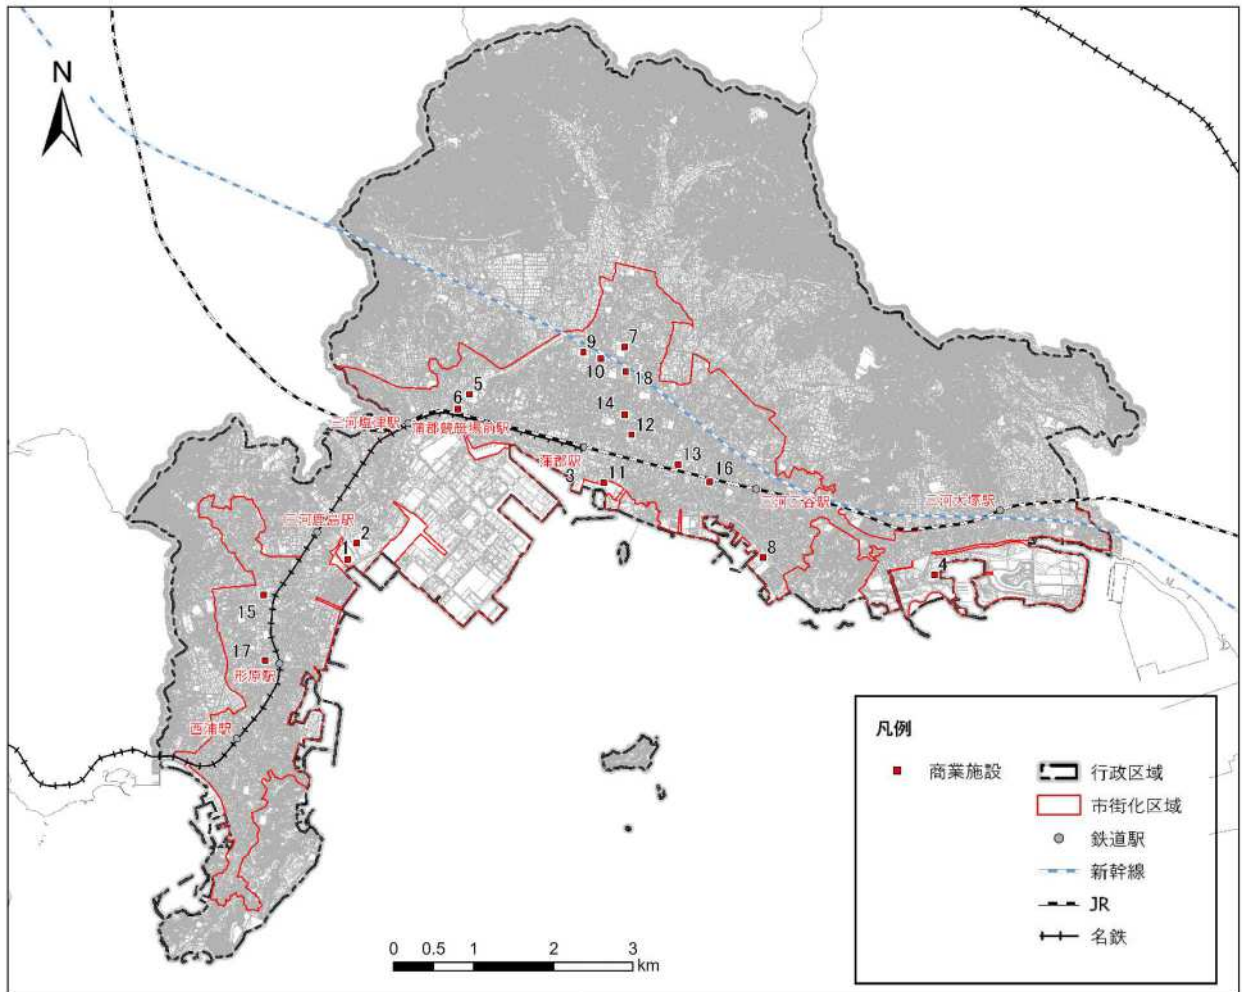 N
9
7
10
18
5
6
14
12
三河塩津駅
蒲郡競艇場前駅
蒲郡駅
13
3
11
16
三河三谷駅
三河大塚駅
三河鹿島駅
1
2
8
4
15
17
形原駅
西浦駅
凡例
商業施設
行政区域
市街化区域
鉄道駅
新幹線
JR
名鉄
0 0.5 1 2 3
km